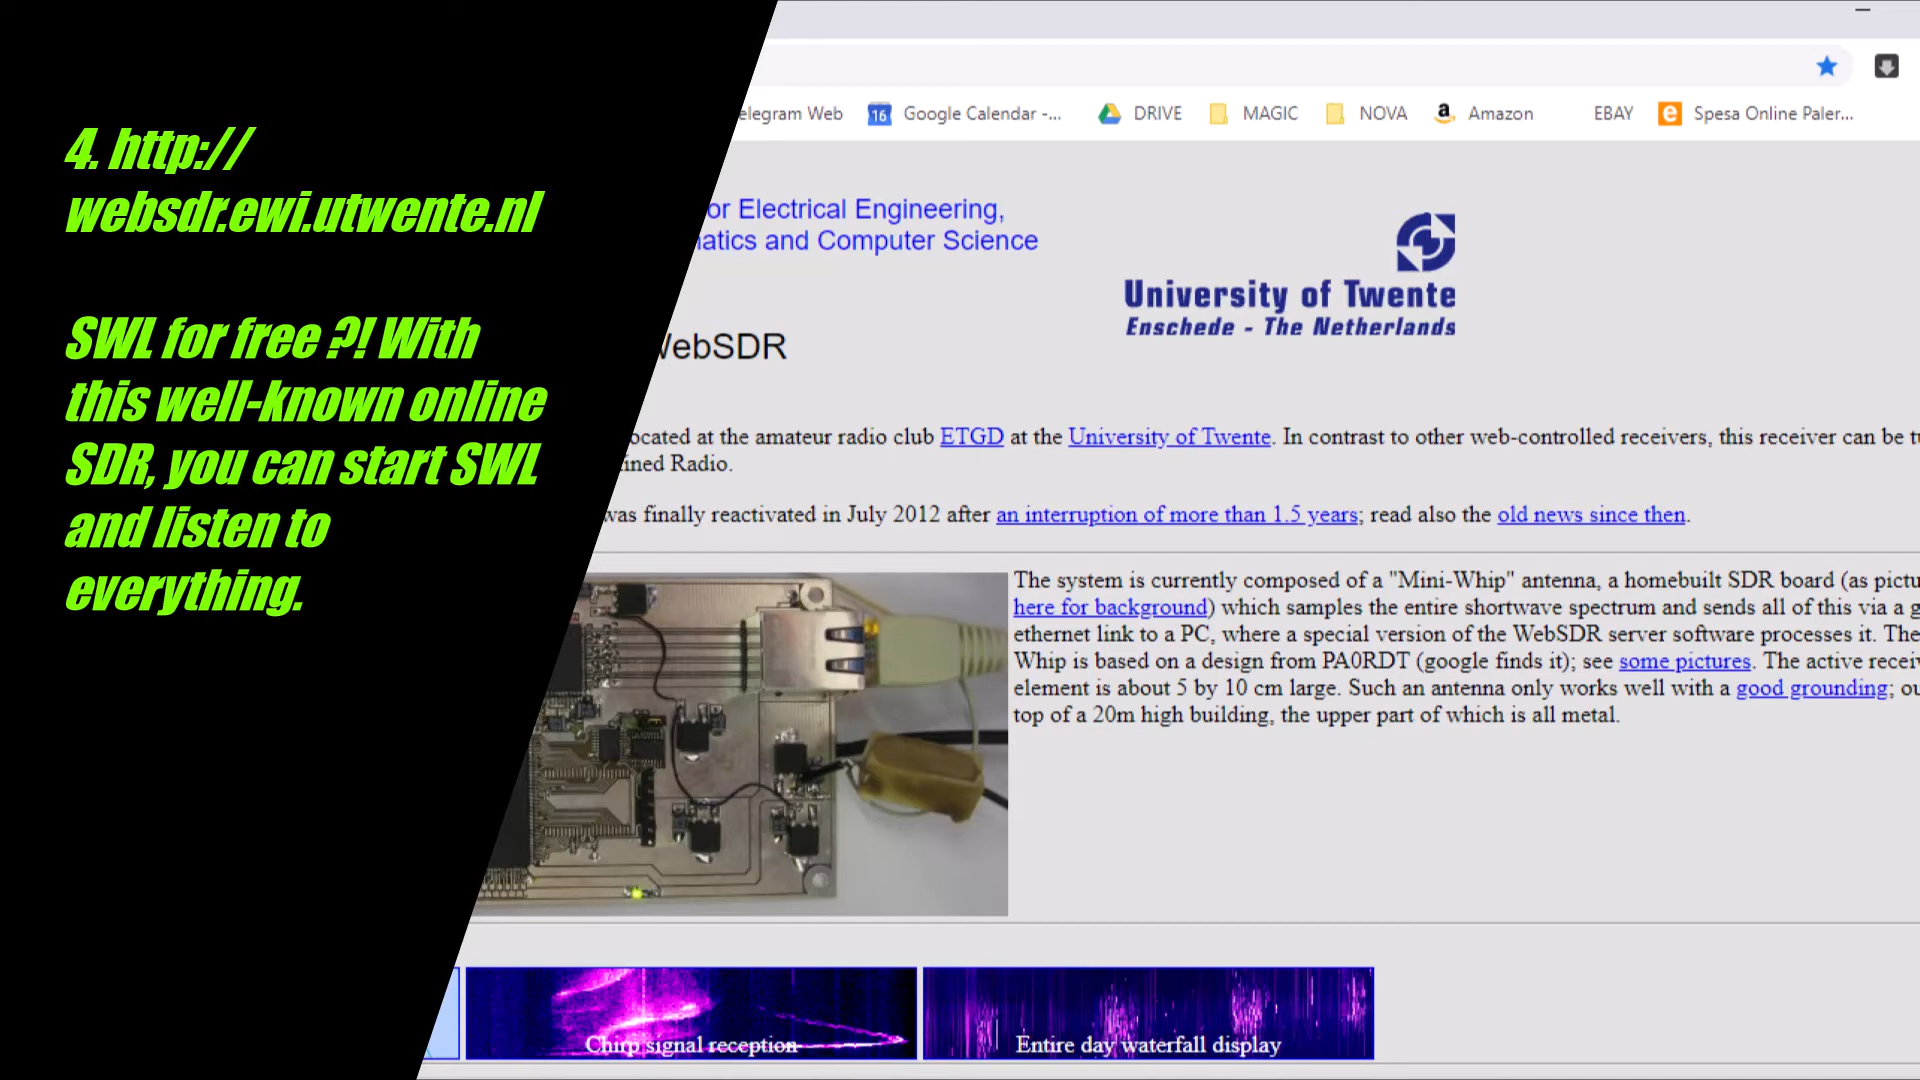 4. http://
websdr.ewi.utwente.nl
SWL for free ?! With
this well-known online
SDR, you can start SWL
and listen to
everything.
elegram Web
16
Google Calendar -...
DRIVE
MAGIC
NOVA
a
Amazon
EBAY
e
Spesa Online Paler...
or Electrical Engineering,
atics and Computer Science
University of Twente
Enschede - The Netherlands
WebSDR
ocated at the amateur radio club ETGD at the University of Twente. In contrast to other web-controlled receivers, this receiver can be tu
ined Radio.
was finally reactivated in July 2012 after an interruption of more than 1.5 years; read also the old news since then.
The system is currently composed of a "Mini-Whip" antenna, a homebuilt SDR board (as pictu
here for background) which samples the entire shortwave spectrum and sends all of this via a g
ethernet link to a PC, where a special version of the WebSDR server software processes it. The
Whip is based on a design from PA0RDT (google finds it); see some pictures. The active recei
element is about 5 by 10 cm large. Such an antenna only works well with a good grounding; ou
top of a 20m high building, the upper part of which is all metal.
Chirp signal reception
Entire day waterfall display